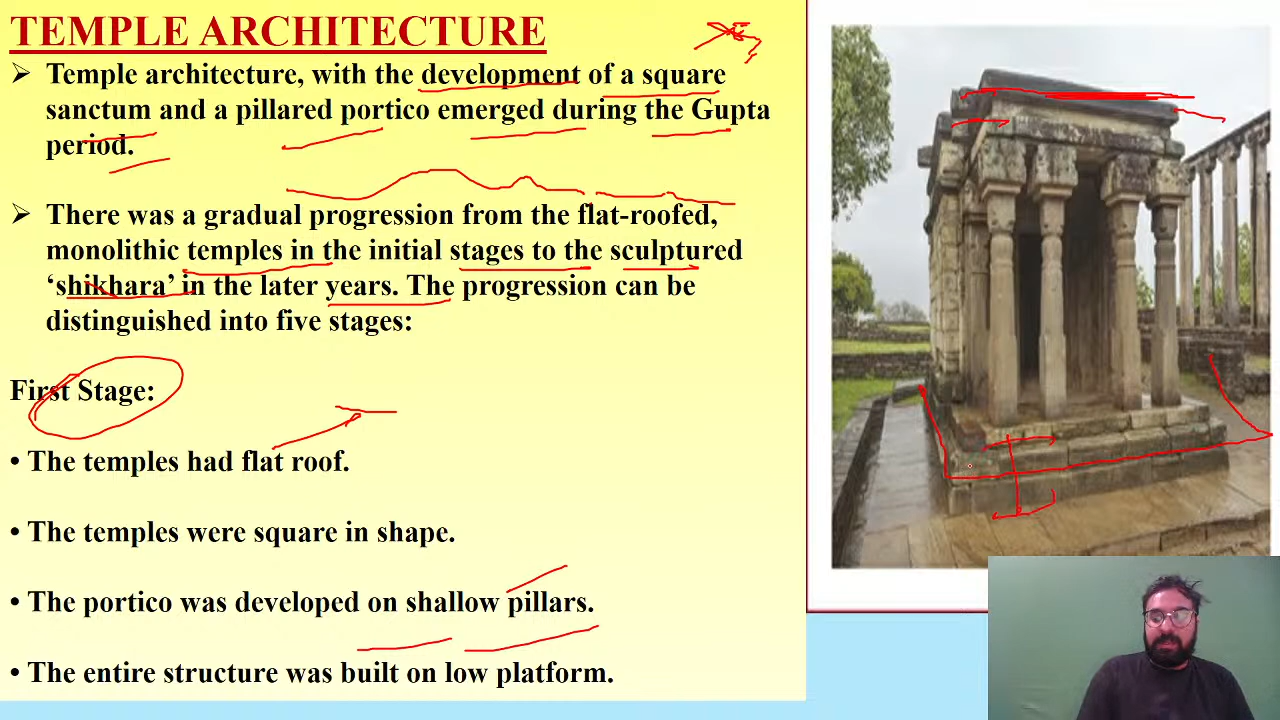 TEMPLE ARCHITECTURE
➢ Temple architecture, with the development of a square
sanctum and a pillared portico emerged during the Gupta
period.
➢ There was a gradual progression from the flat-roofed,
monolithic temples in the initial stages to the sculptured
‘shikhara’ in the later years. The progression can be
distinguished into five stages:
First Stage:
• The temples had flat roof.
• The temples were square in shape.
• The portico was developed on shallow pillars.
• The entire structure was built on low platform.